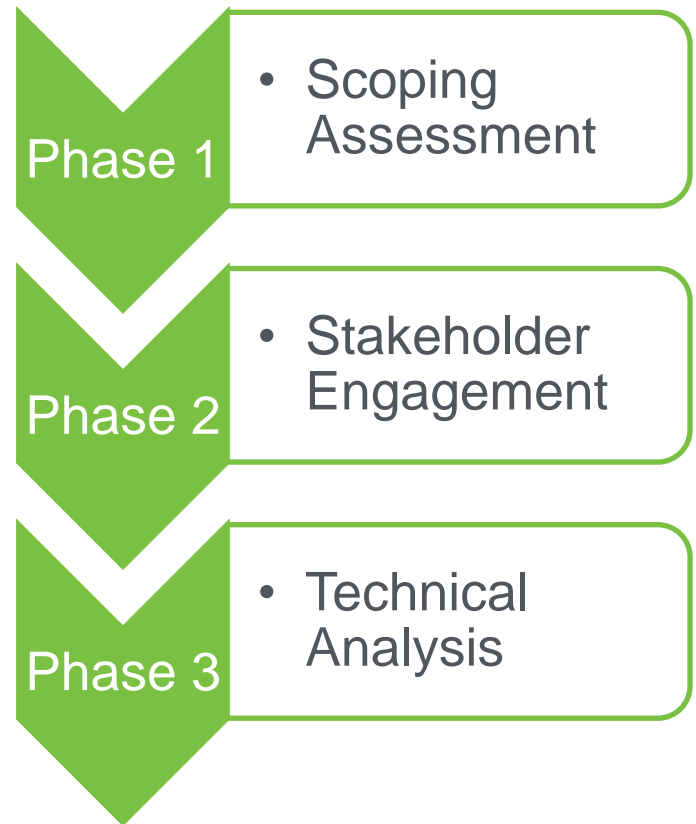 Phase 1
• Scoping
Assessment
Phase 2
• Stakeholder
Engagement
Phase 3
• Technical
Analysis